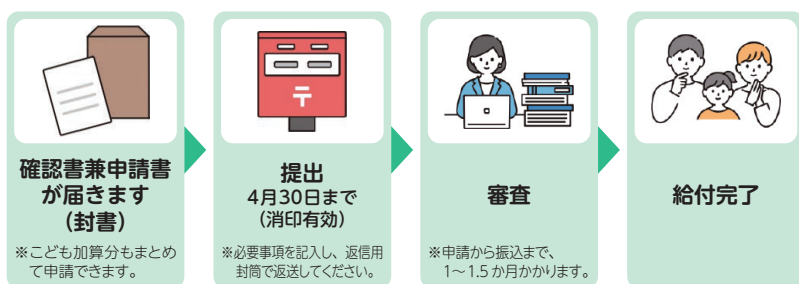 確認書兼申請書
が届きます
（封書）
※こども加算分もまとめ
て申請できます。
〒
提出
4月30日まで
（消印有効）
※必要事項を記入し、返信用
封筒で返送してください。
審査
※申請から振込まで、
1～1.5か月かかります。
給付完了